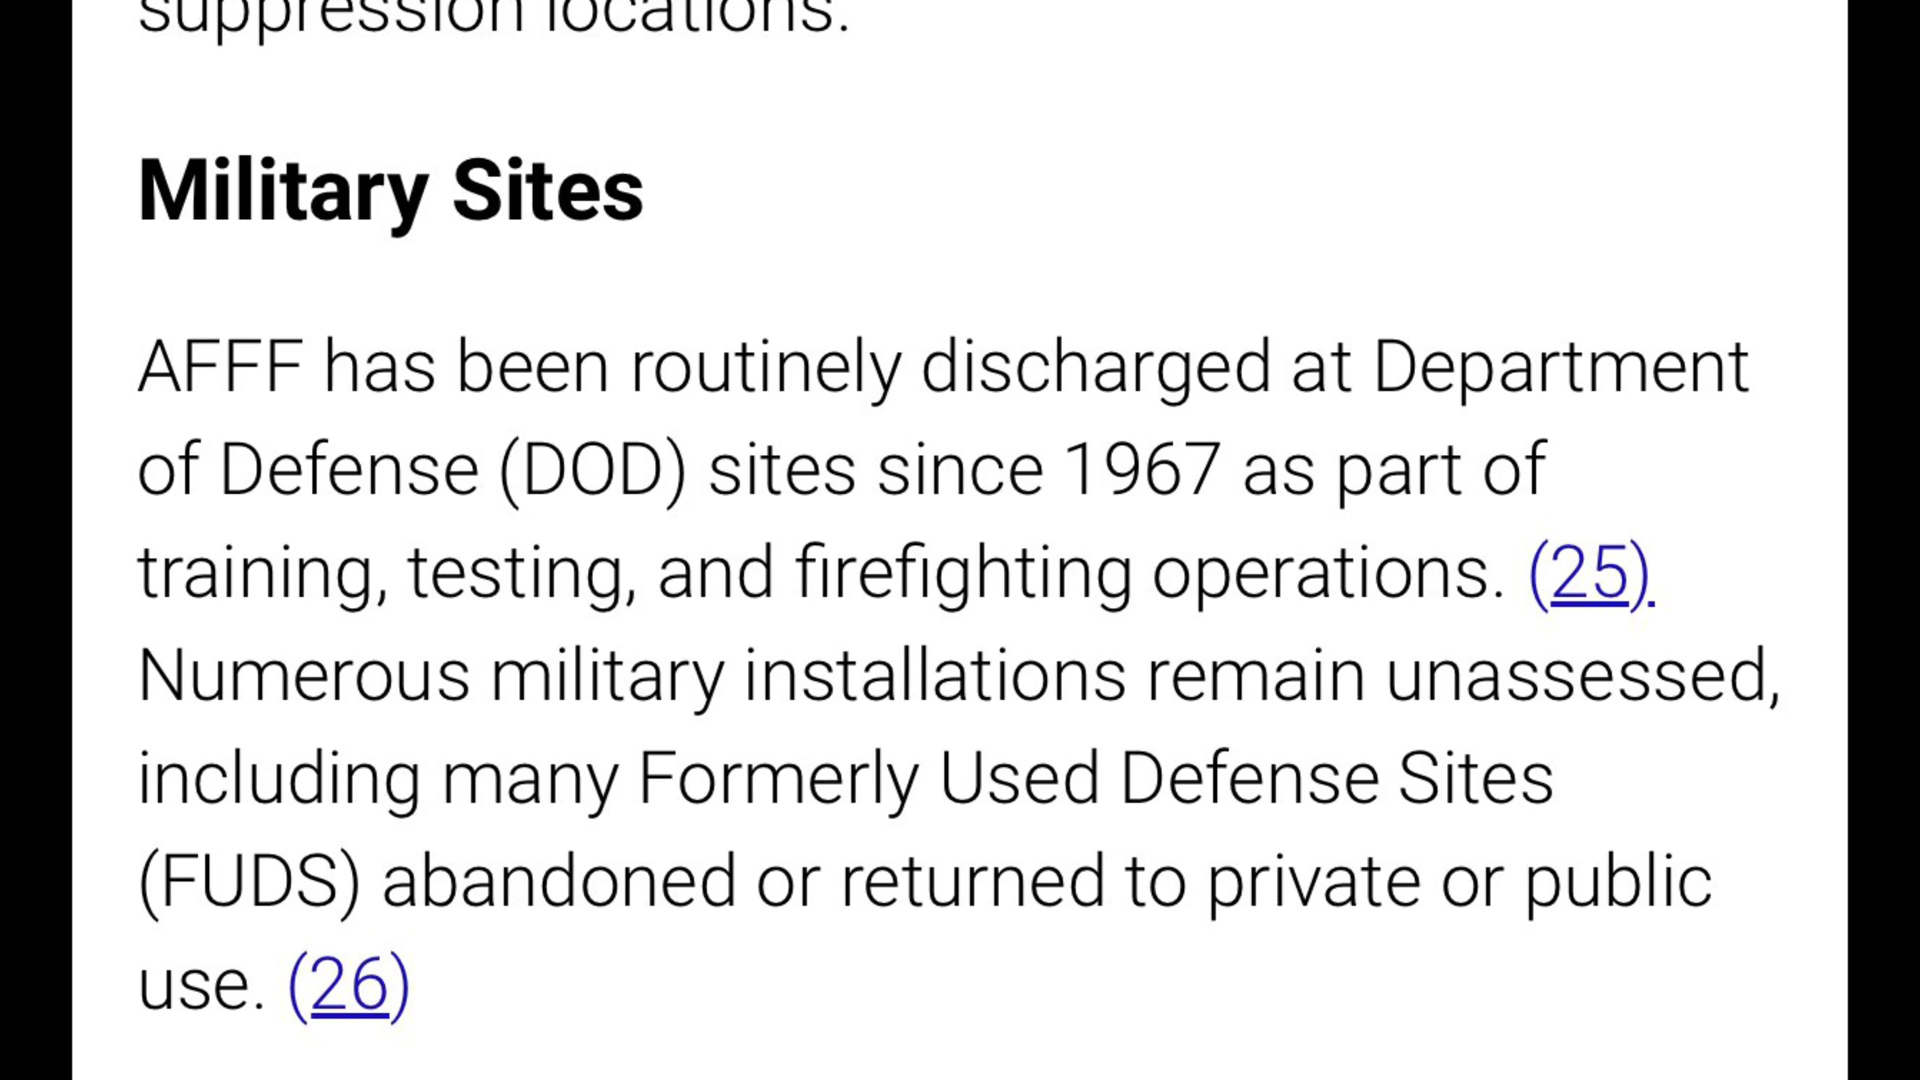 suppression locations.
Military Sites
AFFF has been routinely discharged at Department
of Defense (DOD) sites since 1967 as part of
training, testing, and firefighting operations. (25).
Numerous military installations remain unassessed,
including many Formerly Used Defense Sites
(FUDS) abandoned or returned to private or public
use. (26)